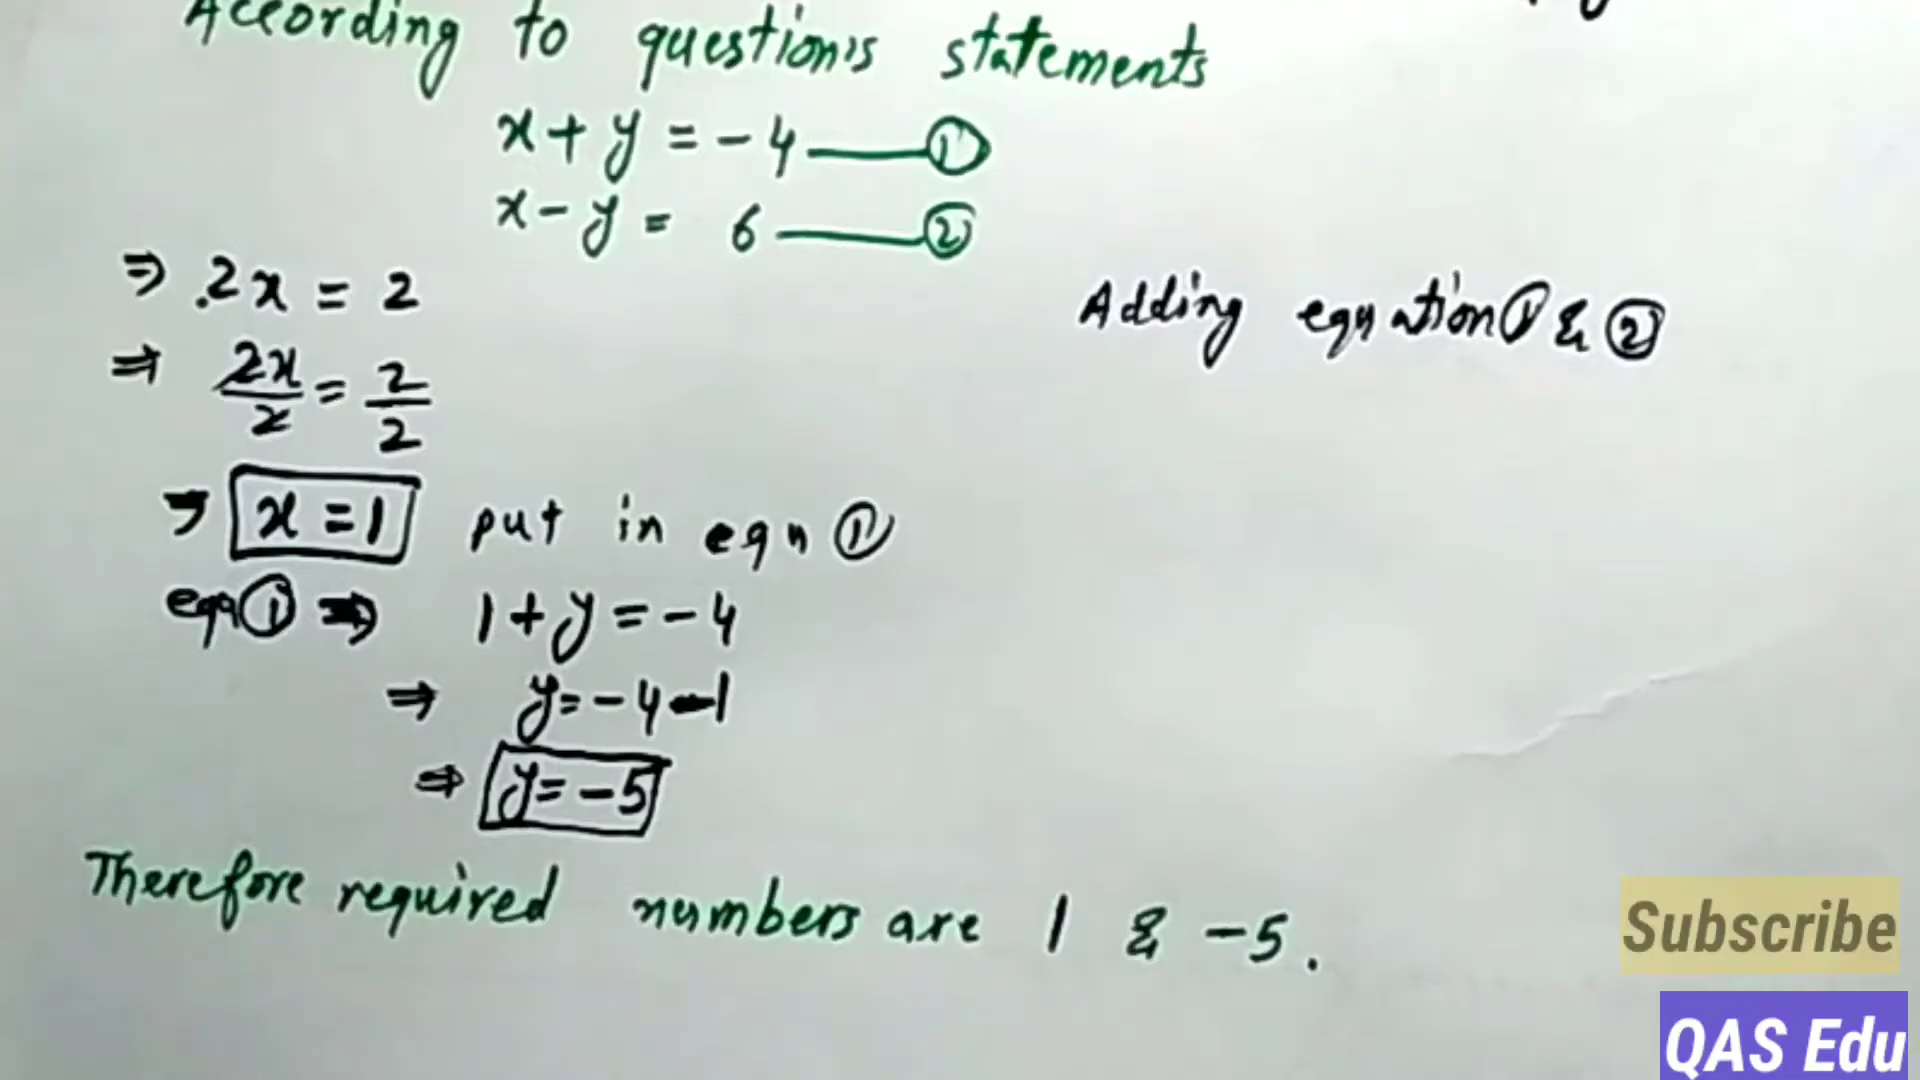 According to question's statements
x + y = - 4 ——— ①
x - y = 6 ——— ②
⇒ .2x = 2
Adding equation ① & ②
⇒ 2x/2 = 2/2
⇒ x = 1 put in eqn ①
eqn ① ⇒ 1 + y = - 4
⇒ y = - 4 - 1
⇒ y = - 5
Therefore required numbers are 1 & - 5 .
Subscribe
QAS Edu